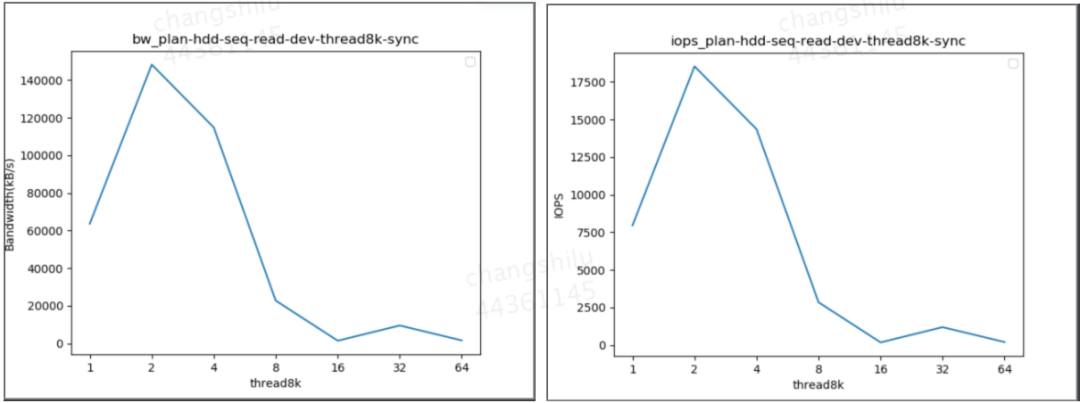 changshilu
44361145
bw_plan-hdd-seq-read-dev-thread8k-sync
140000
120000
100000
80000
60000
40000
20000
0
Bandwidth(kB/s)
1 2 4 8 16 32 64
thread8k
changshilu
44361145
changshilu
44361145
iops_plan-hdd-seq-read-dev-thread8k-sync
17500
15000
12500
10000
7500
5000
2500
0
IOPS
1 2 4 8 16 32 64
thread8k